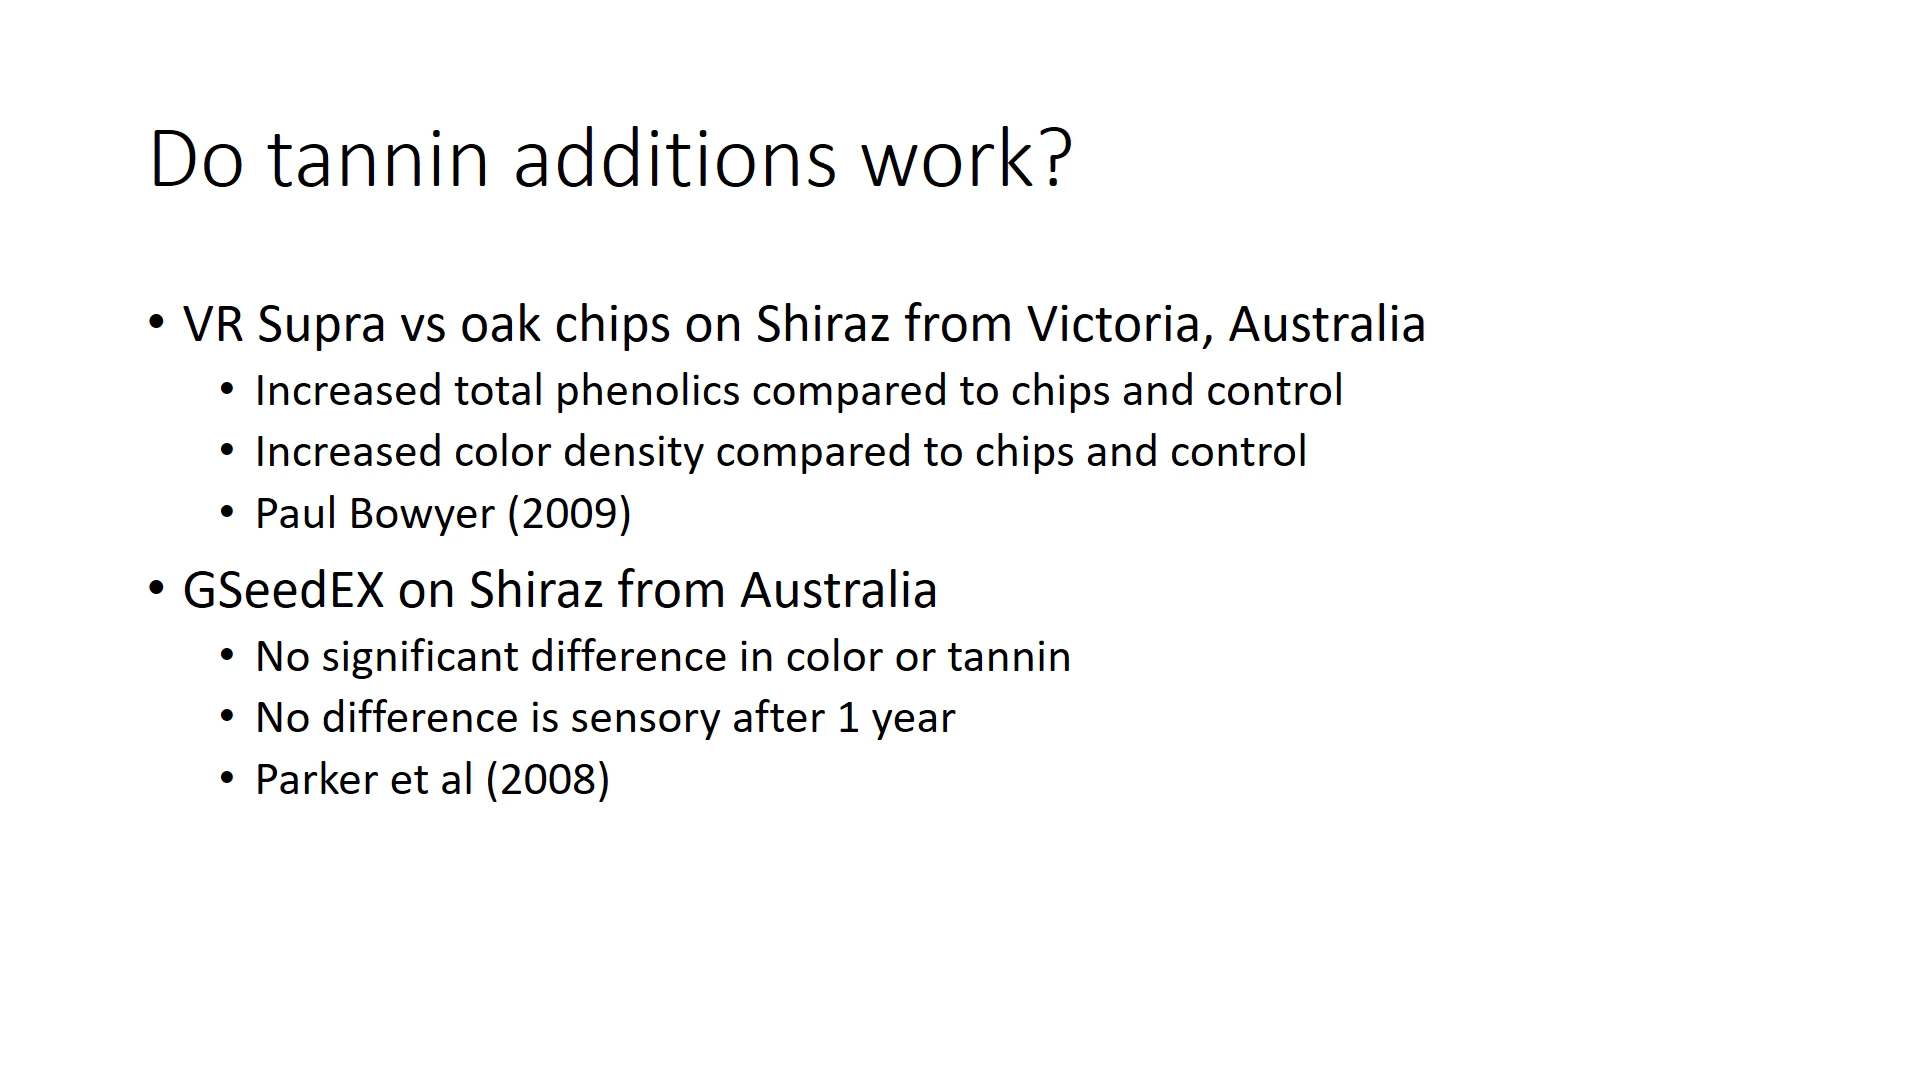 Do tannin additions work?
• VR Supra vs oak chips on Shiraz from Victoria, Australia
• Increased total phenolics compared to chips and control
• Increased color density compared to chips and control
• Paul Bowyer (2009)
• GSeedEX on Shiraz from Australia
• No significant difference in color or tannin
• No difference is sensory after 1 year
• Parker et al (2008)